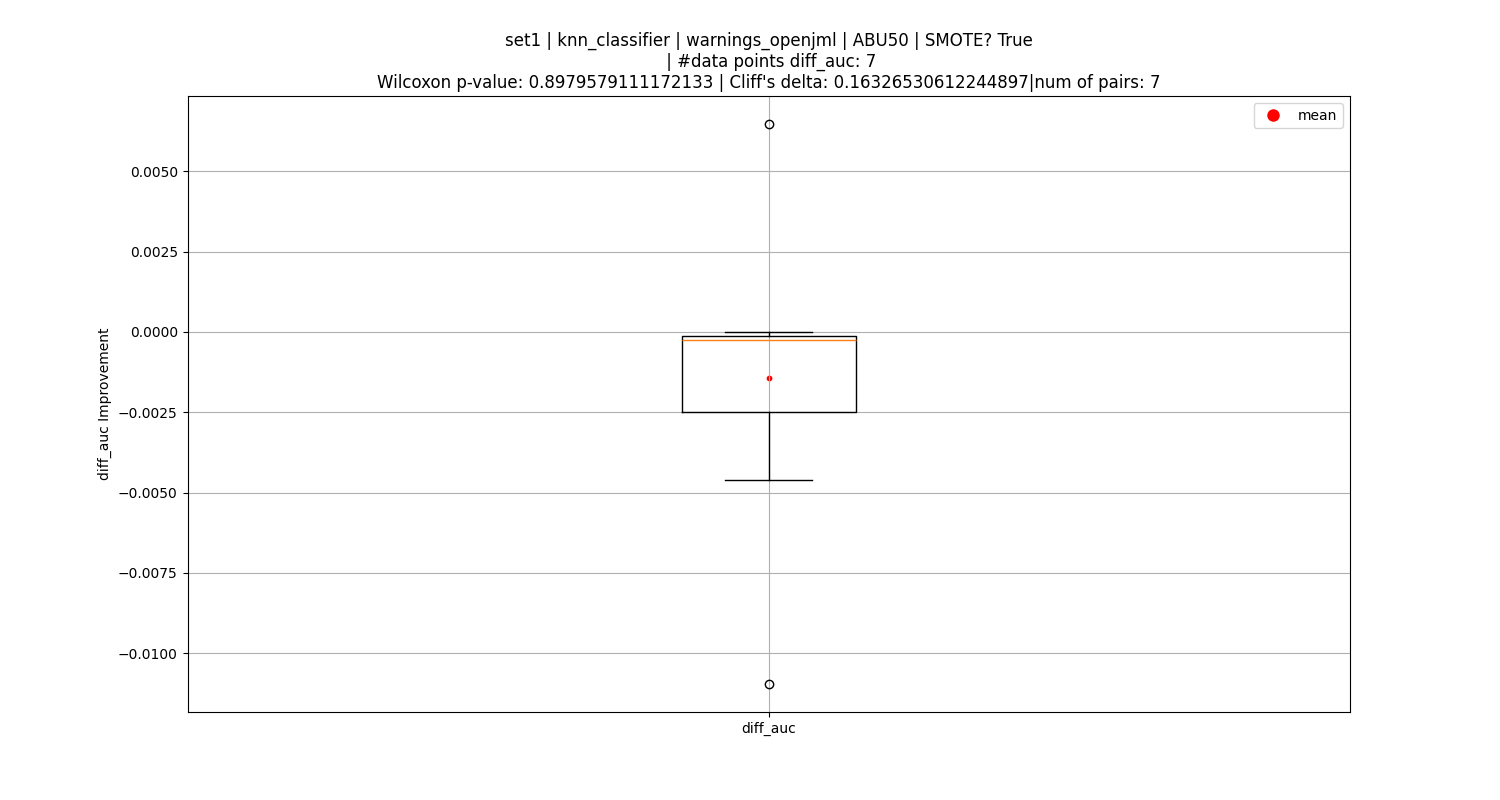 set1 | knn_classifier | warnings_openjml | ABU50 | SMOTE? True
| #data points diff_auc: 7
Wilcoxon p-value: 0.8979579111172133 | Cliff's delta: 0.16326530612244897|num of pairs: 7
mean
0.0050
0.0025
0.0000
−0.0025
−0.0050
−0.0075
−0.0100
diff_auc Improvement
diff_auc